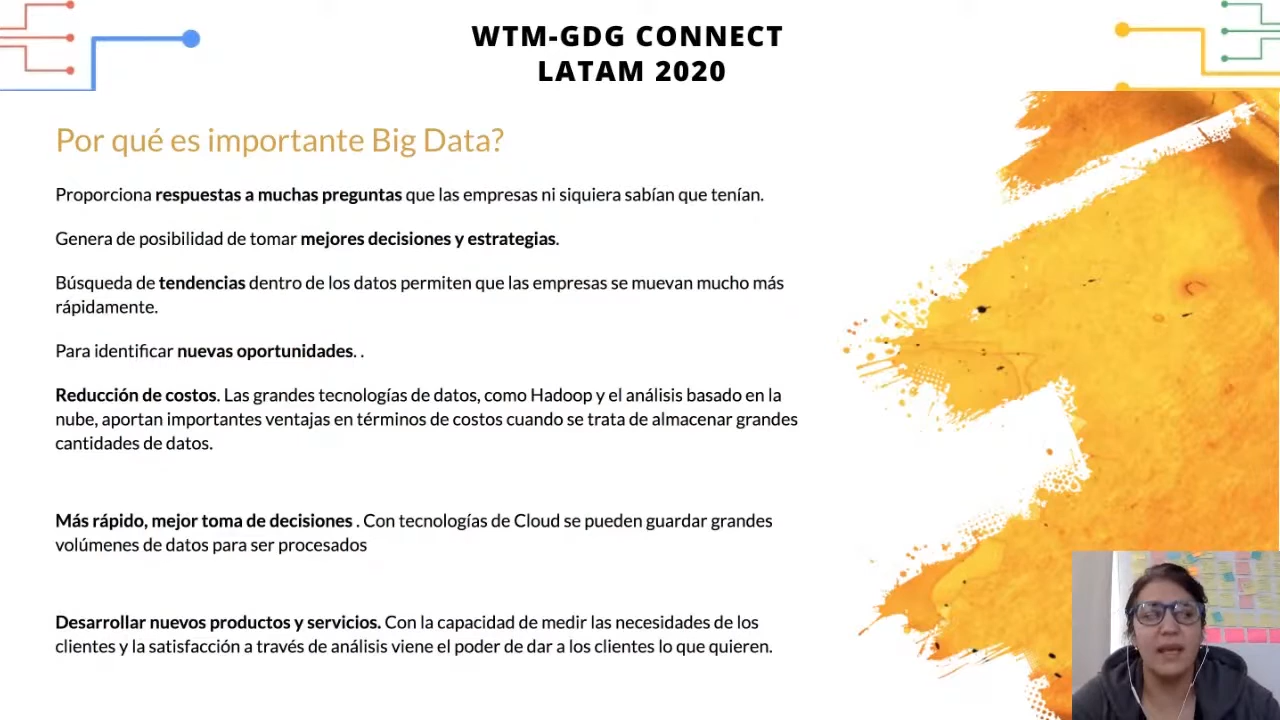 WTM-GDG CONNECT
LATAM 2020
Por qué es importante Big Data?
Proporciona respuestas a muchas preguntas que las empresas ni siquiera sabían que tenían.
Genera de posibilidad de tomar mejores decisiones y estrategias.
Búsqueda de tendencias dentro de los datos permiten que las empresas se muevan mucho más
rápidamente.
Para identificar nuevas oportunidades. .
Reducción de costos. Las grandes tecnologías de datos, como Hadoop y el análisis basado en la
nube, aportan importantes ventajas en términos de costos cuando se trata de almacenar grandes
cantidades de datos.
Más rápido, mejor toma de decisiones . Con tecnologías de Cloud se pueden guardar grandes
volúmenes de datos para ser procesados
Desarrollar nuevos productos y servicios. Con la capacidad de medir las necesidades de los
clientes y la satisfacción a través de análisis viene el poder de dar a los clientes lo que quieren.